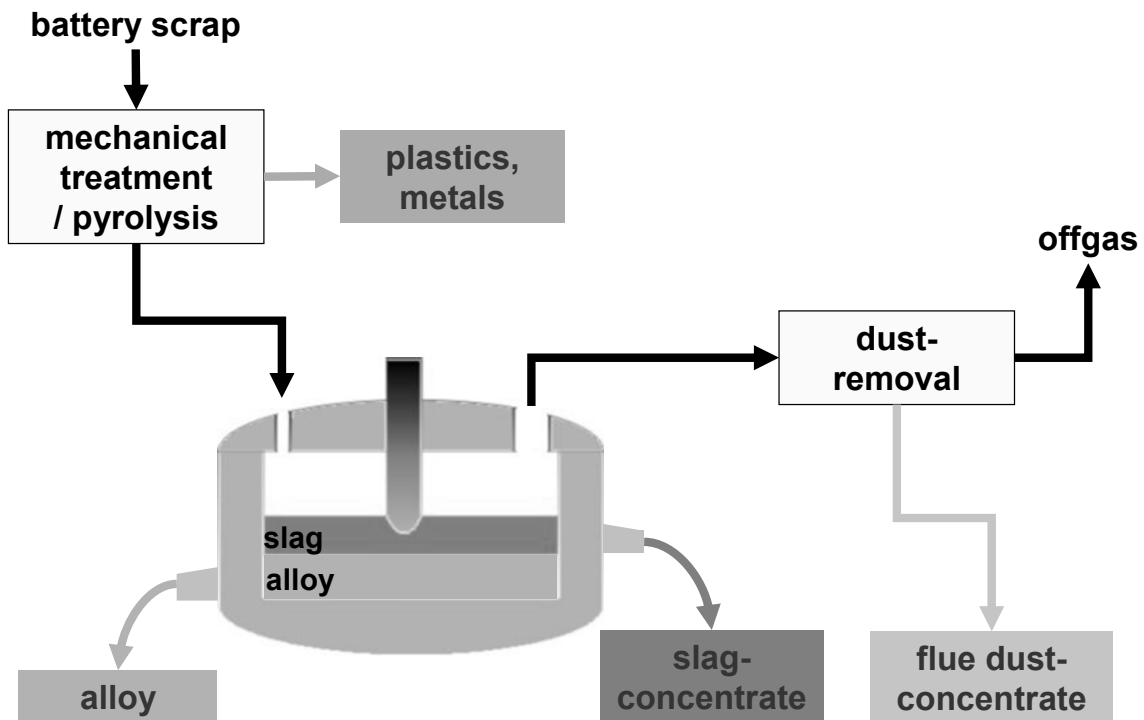 battery scrap
mechanical
treatment
/ pyrolysis
plastics,
metals
offgas
dust-
removal
slag
alloy
alloy
slag-
concentrate
flue dust-
concentrate